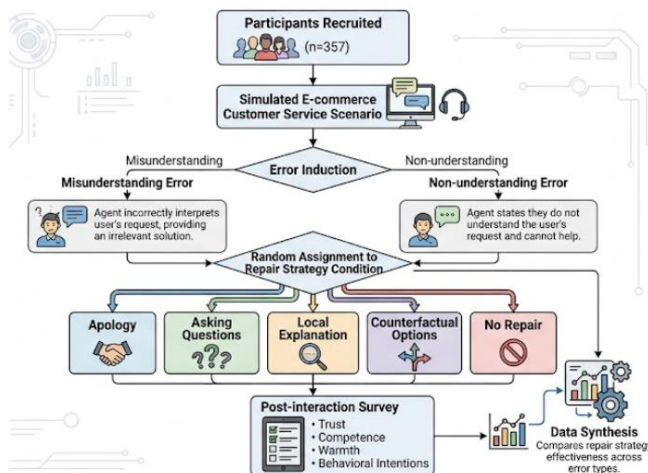 Participants Recruited
(n=357)
Simulated E-commerce
Customer Service Scenario
Misunderstanding
Non-understanding
Error Induction
Misunderstanding Error
Non-understanding Error
Agent incorrectly interprets
user's request, providing
an irrelevant solution.
Agent states they do not
understand the user's
request and cannot help.
Random Assignment to
Repair Strategy Condition
Apology
Asking
Questions
Local
Explanation
Counterfactual
Options
No Repair
Post-interaction Survey
• Trust
• Competence
• Warmth
• Behavioral Intentions
Data Synthesis
Compares repair strategy
effectiveness across
error types.